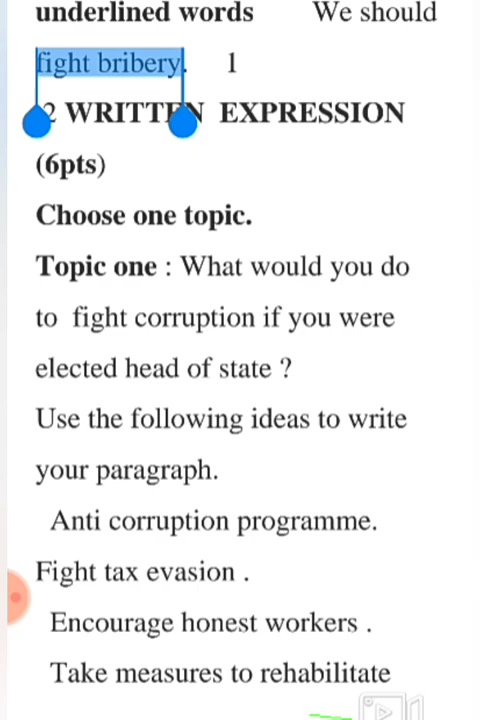 underlined words We should
fight bribery. 1
2 WRITTEN EXPRESSION
(6pts)
Choose one topic.
Topic one : What would you do
to fight corruption if you were
elected head of state ?
Use the following ideas to write
your paragraph.
Anti corruption programme.
Fight tax evasion .
Encourage honest workers .
Take measures to rehabilitate